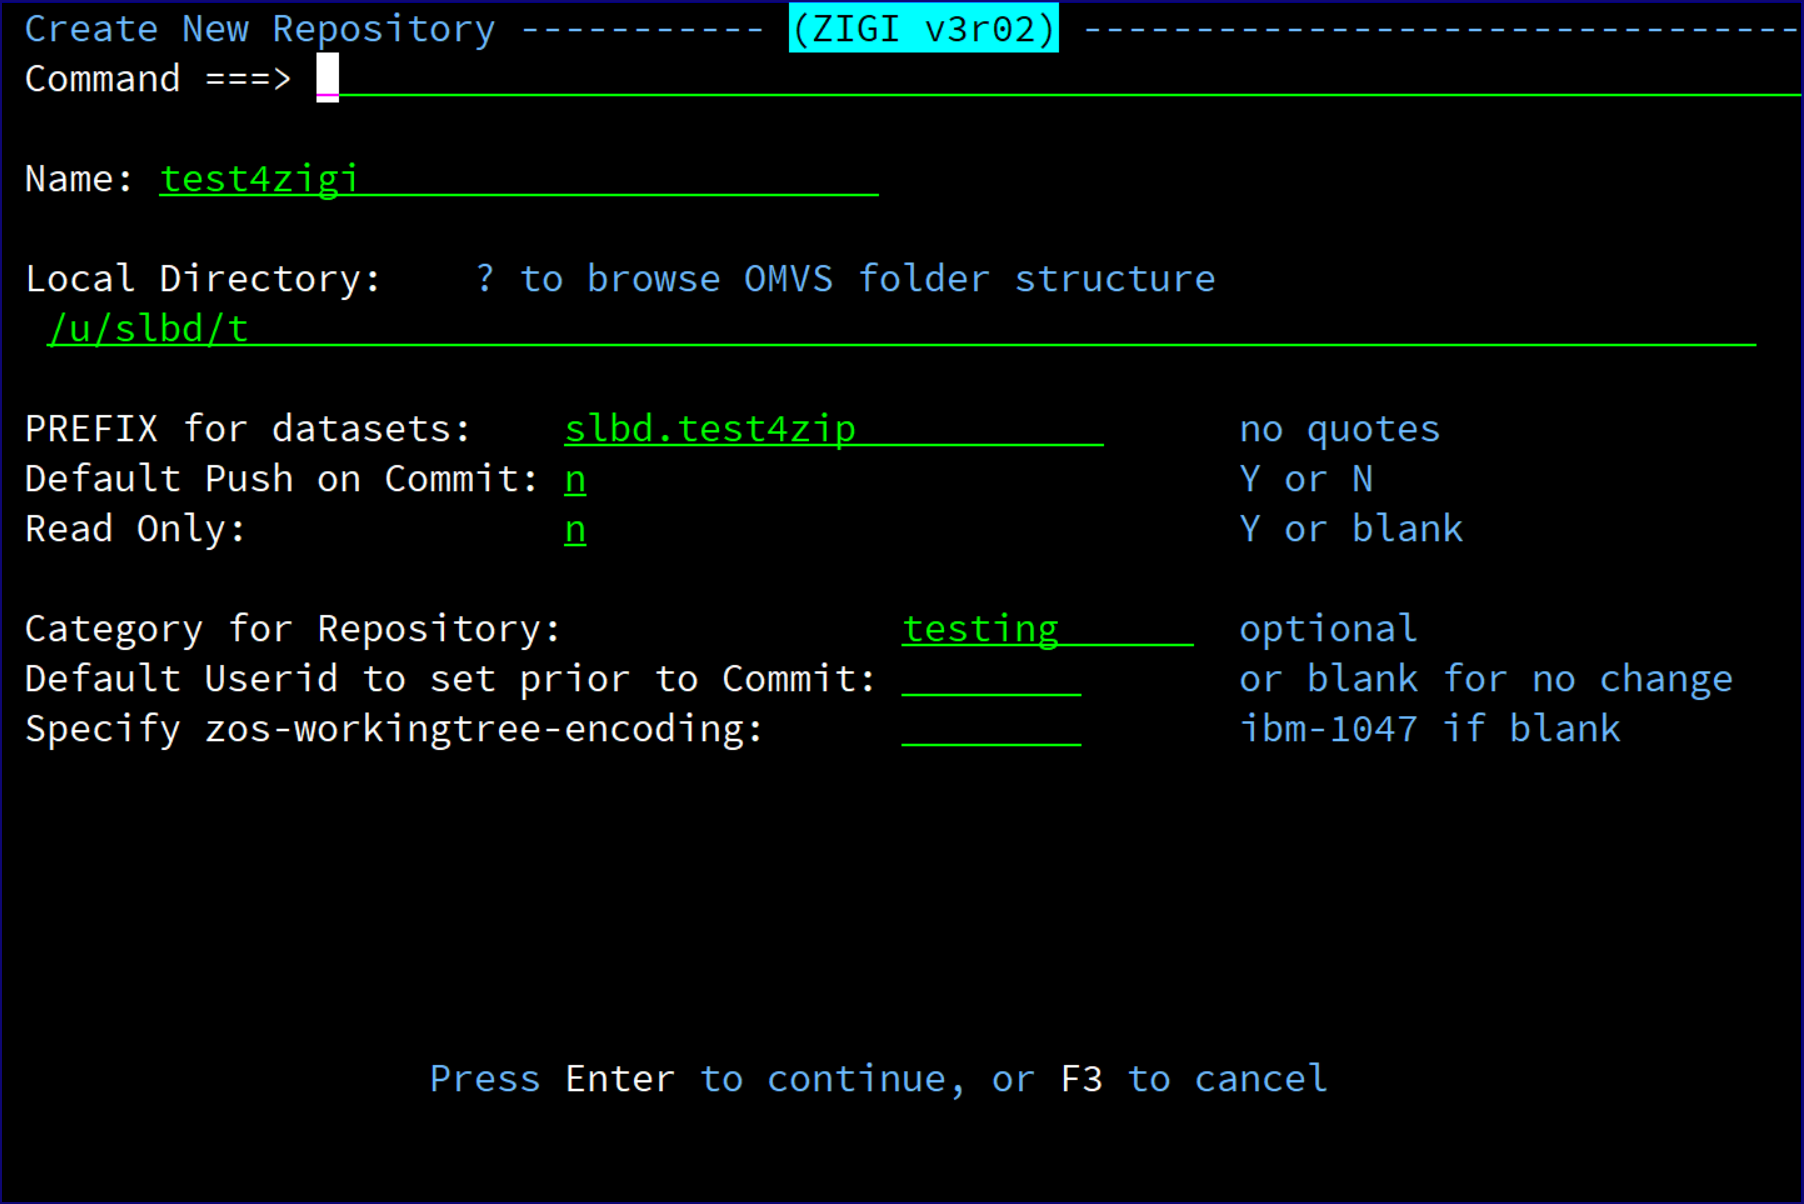 Create New Repository ----------- (ZIGI v3r02) --------------------------------
Command ===>
Name: test4zigi
Local Directory: ? to browse OMVS folder structure
/u/slbd/t
PREFIX for datasets: slbd.test4zip no quotes
Default Push on Commit: n Y or N
Read Only: n Y or blank
Category for Repository: testing optional
Default Userid to set prior to Commit: or blank for no change
Specify zos-workingtree-encoding: ibm-1047 if blank
Press Enter to continue, or F3 to cancel